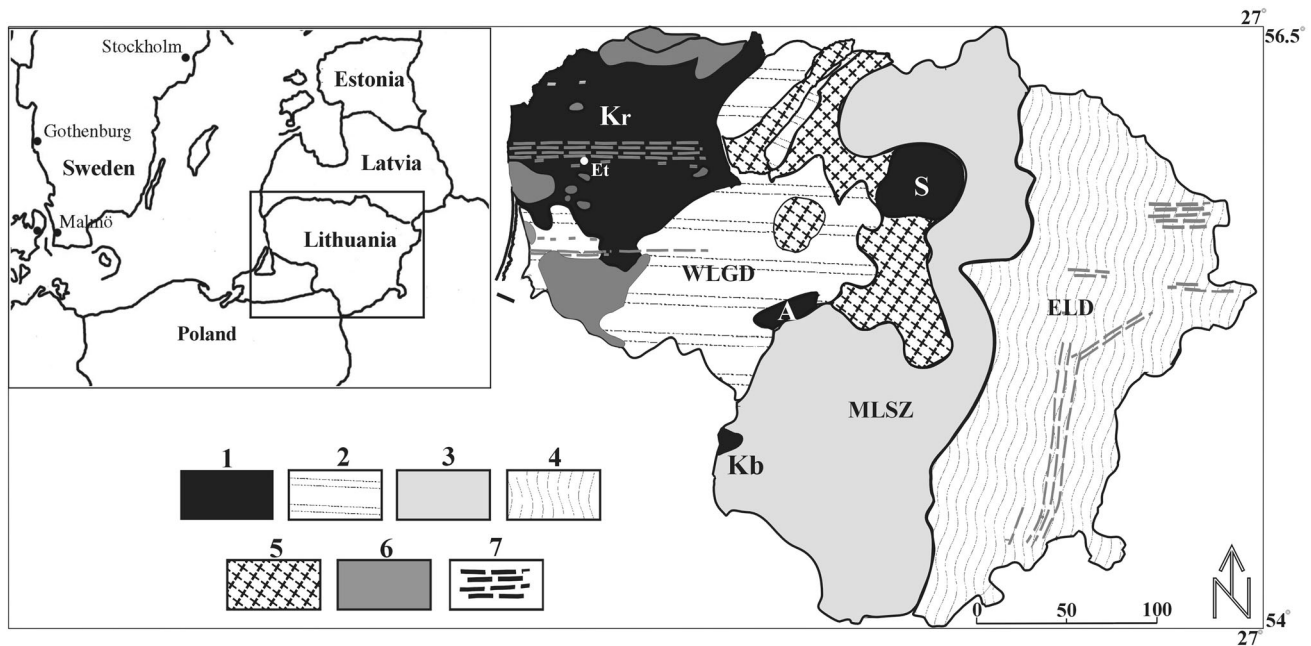 27°
56.5°
Stockholm
Estonia
Gothenburg
Sweden
Latvia
Malmö
Lithuania
Poland
Kr
Et
S
WLGD
A
ELD
MLSZ
Kb
1 2 3 4
5 6 7
N
0 50 100
54°
27°